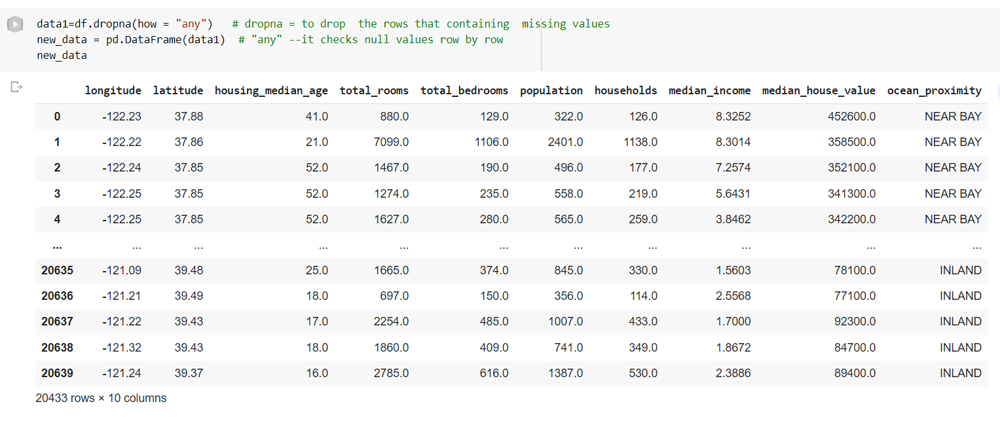 data1=df.dropna(how = "any")   # dropna = to drop  the rows that containing  missing values
new_data = pd.DataFrame(data1)  # "any" --it checks null values row by row
new_data
longitude latitude housing_median_age total_rooms total_bedrooms population households median_income median_house_value ocean_proximity
0 -122.23 37.88 41.0 880.0 129.0 322.0 126.0 8.3252 452600.0 NEAR BAY
1 -122.22 37.86 21.0 7099.0 1106.0 2401.0 1138.0 8.3014 358500.0 NEAR BAY
2 -122.24 37.85 52.0 1467.0 190.0 496.0 177.0 7.2574 352100.0 NEAR BAY
3 -122.25 37.85 52.0 1274.0 235.0 558.0 219.0 5.6431 341300.0 NEAR BAY
4 -122.25 37.85 52.0 1627.0 280.0 565.0 259.0 3.8462 342200.0 NEAR BAY
... ... ... ... ... ... ... ... ... ... ...
20635 -121.09 39.48 25.0 1665.0 374.0 845.0 330.0 1.5603 78100.0 INLAND
20636 -121.21 39.49 18.0 697.0 150.0 356.0 114.0 2.5568 77100.0 INLAND
20637 -121.22 39.43 17.0 2254.0 485.0 1007.0 433.0 1.7000 92300.0 INLAND
20638 -121.32 39.43 18.0 1860.0 409.0 741.0 349.0 1.8672 84700.0 INLAND
20639 -121.24 39.37 16.0 2785.0 616.0 1387.0 530.0 2.3886 89400.0 INLAND
20433 rows × 10 columns